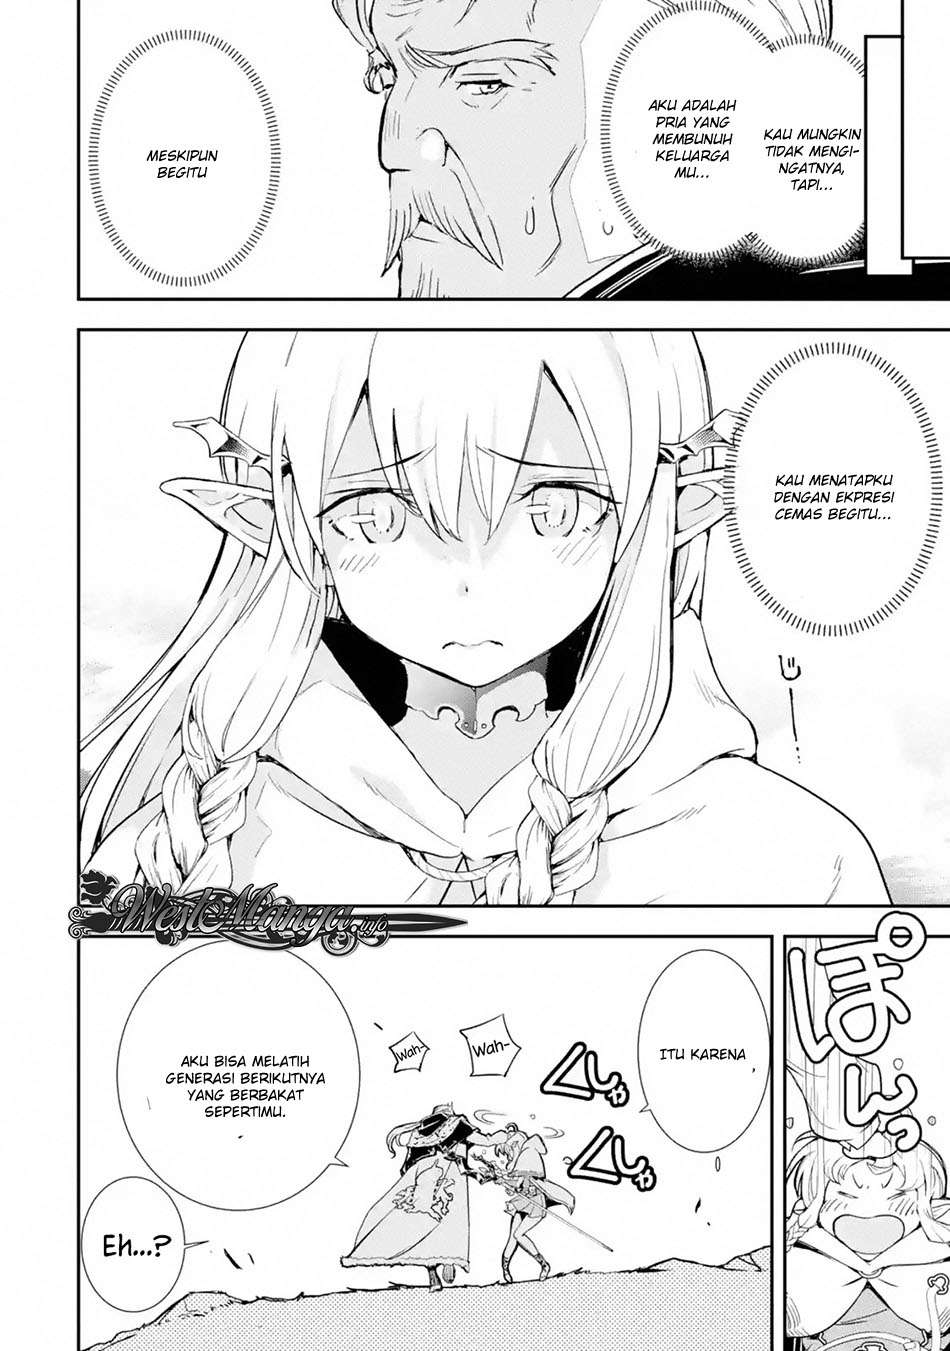 KAU MUNGKIN
TIDAK MENGI-
NGATNYA,
TAPI...
AKU ADALAH
PRIA YANG
MEMBUNUH
KELUARGA
MU...
MESKIPUN
BEGITU
KAU MENATAPKU
DENGAN EKPRESI
CEMAS BEGITU...
じー
WestManga.info
ぽんっ
ITU KARENA
Wah-
Wah-
くしゃ
くしゃ
AKU BISA MELATIH
GENERASI BERIKUTNYA
YANG BERBAKAT
SEPERTIMU.
Eh...?